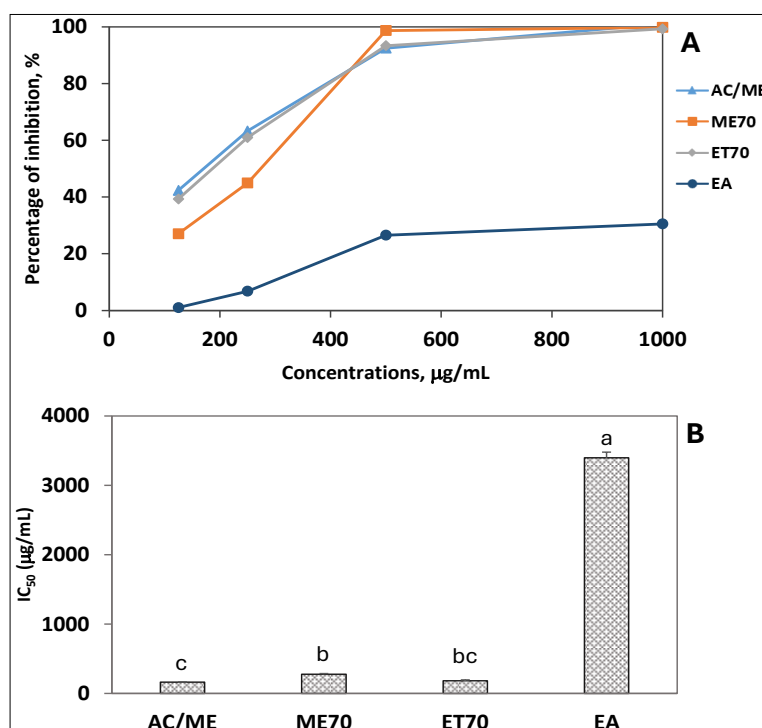 A
Percentage of inhibition, %
100
80
60
40
20
0
0 200 400 600 800 1000
Concentrations, µg/mL
AC/ME
ME70
ET70
EA
B
IC50 (µg/mL)
4000
3000
2000
1000
0
c b bc a
AC/ME ME70 ET70 EA